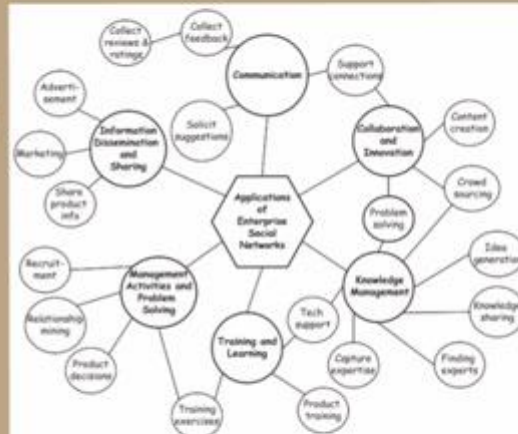 Collect
feedback
Collect
reviews &
ratings
Communication
Support
connections
Solicit
suggestions
Adverti-
sement
Marketing
Share
product
info
Information
Dissemination
and
Sharing
Collaboration
and
Innovation
Content
creation
Crowd
sourcing
Problem
solving
Applications
of
Enterprise
Social
Networks
Recruit-
ment
Relationship
mining
Product
decisions
Management
Activities and
Problem
Solving
Training
exercises
Training and
Learning
Tech
support
Product
training
Knowledge
Management
Capture
expertise
Idea
generation
Knowledge
sharing
Finding
experts